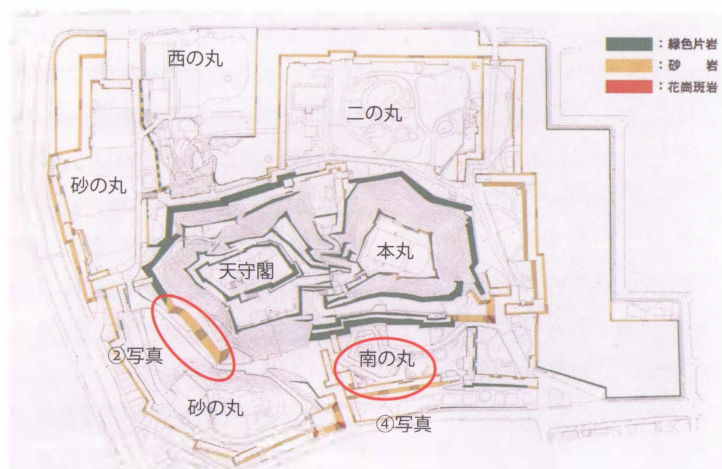 西の丸
：緑色片岩
：砂　岩
：花崗斑岩
二の丸
砂の丸
天守閣
本丸
②写真
南の丸
砂の丸
④写真